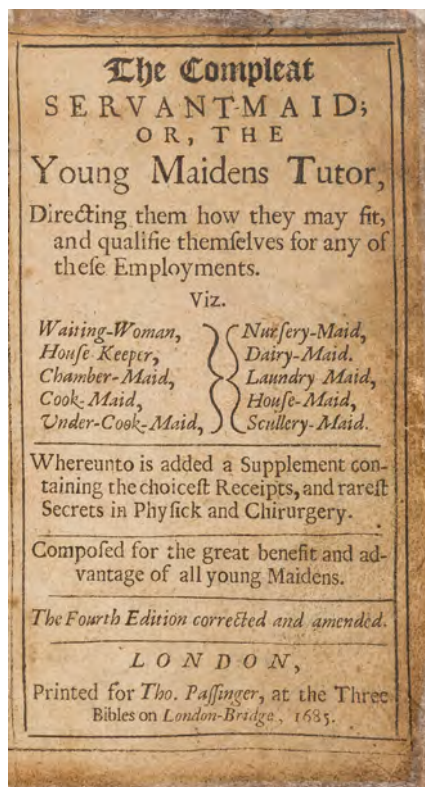 The Compleat
SERVANT-MAID;
OR, THE
Young Maidens Tutor,
Directing them how they may fit,
and qualifie themſelves for any of
theſe Employments.
Viz.
Waiting-Woman,
Houſe Keeper,
Chamber-Maid,
Cook-Maid,
Under-Cook-Maid,
Nurſery-Maid,
Dairy-Maid.
Laundry Maid,
Houſe-Maid,
Scullery-Maid.
Whereunto is added a Supplement con-
taining the choiceſt Receipts, and rareſt
Secrets in Phyſick and Chirurgery.
Compoſed for the great benefit and ad-
vantage of all young Maidens.
The Fourth Edition corrected and amended.
LONDON,
Printed for Tho. Paſſinger, at the Three
Bibles on London-Bridge, 1685.